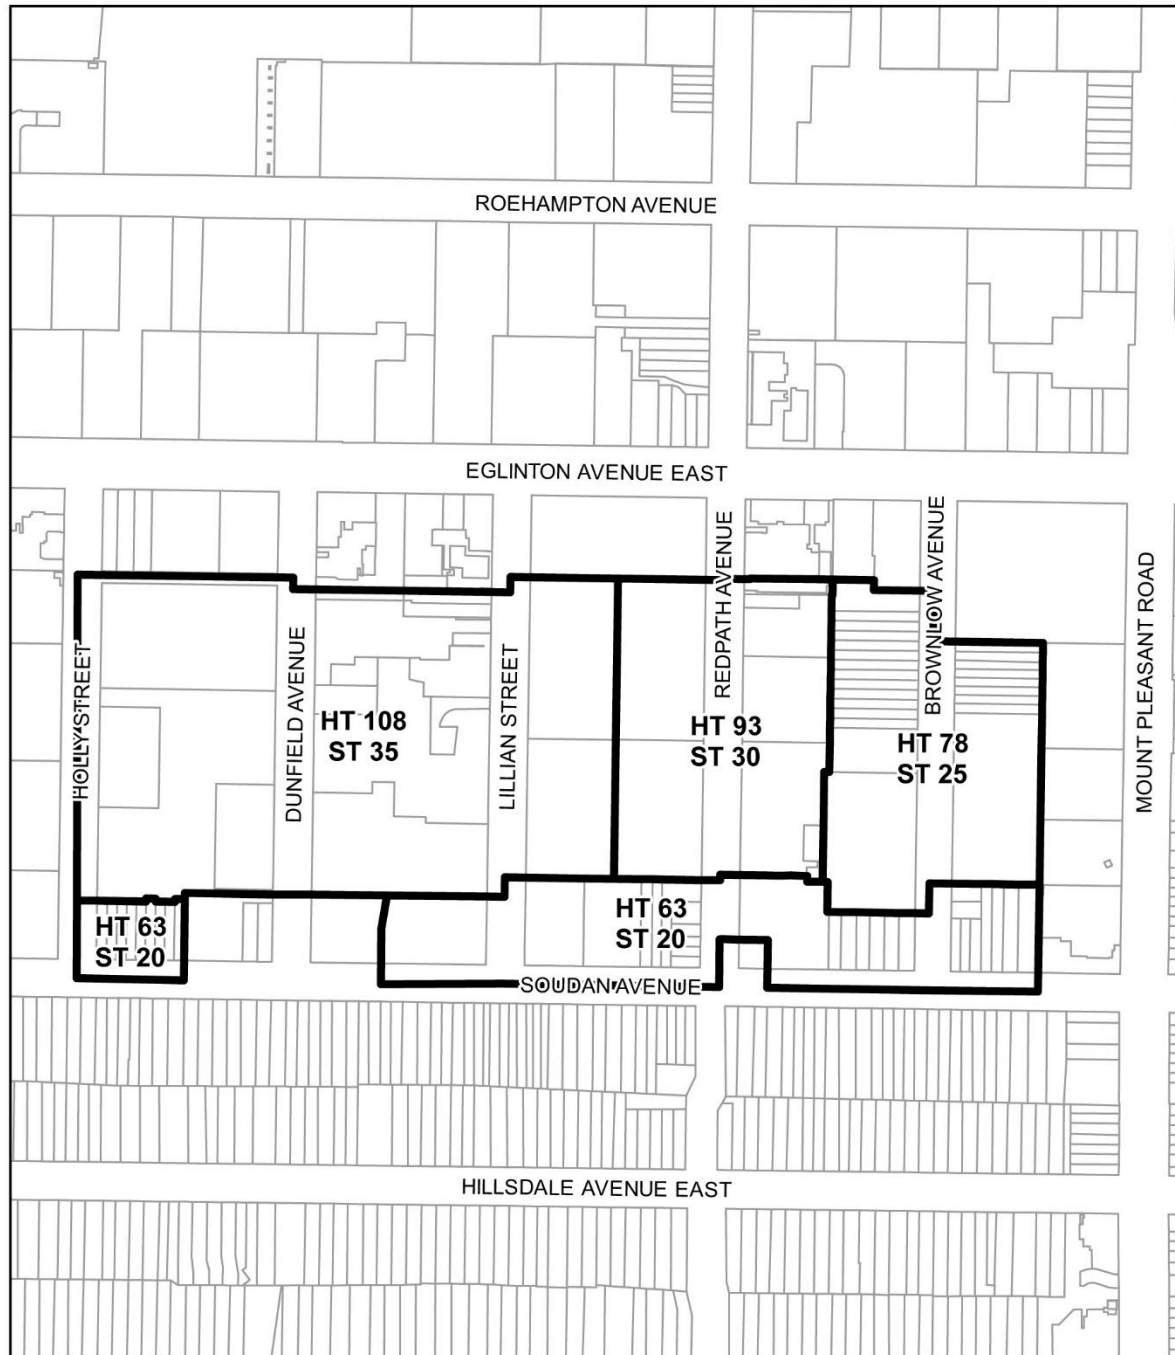 ROEHAMPTON AVENUE
EGLINTON AVENUE EAST
HOLLY STREET
DUNFIELD AVENUE
LILLIAN STREET
REDPATH AVENUE
BROWNLOW AVENUE
MOUNT PLEASANT ROAD
HT 108
ST 35
HT 93
ST 30
HT 78
ST 25
HT 63
ST 20
HT 63
ST 20
SOUDAN AVENUE
HILLSDALE AVENUE EAST